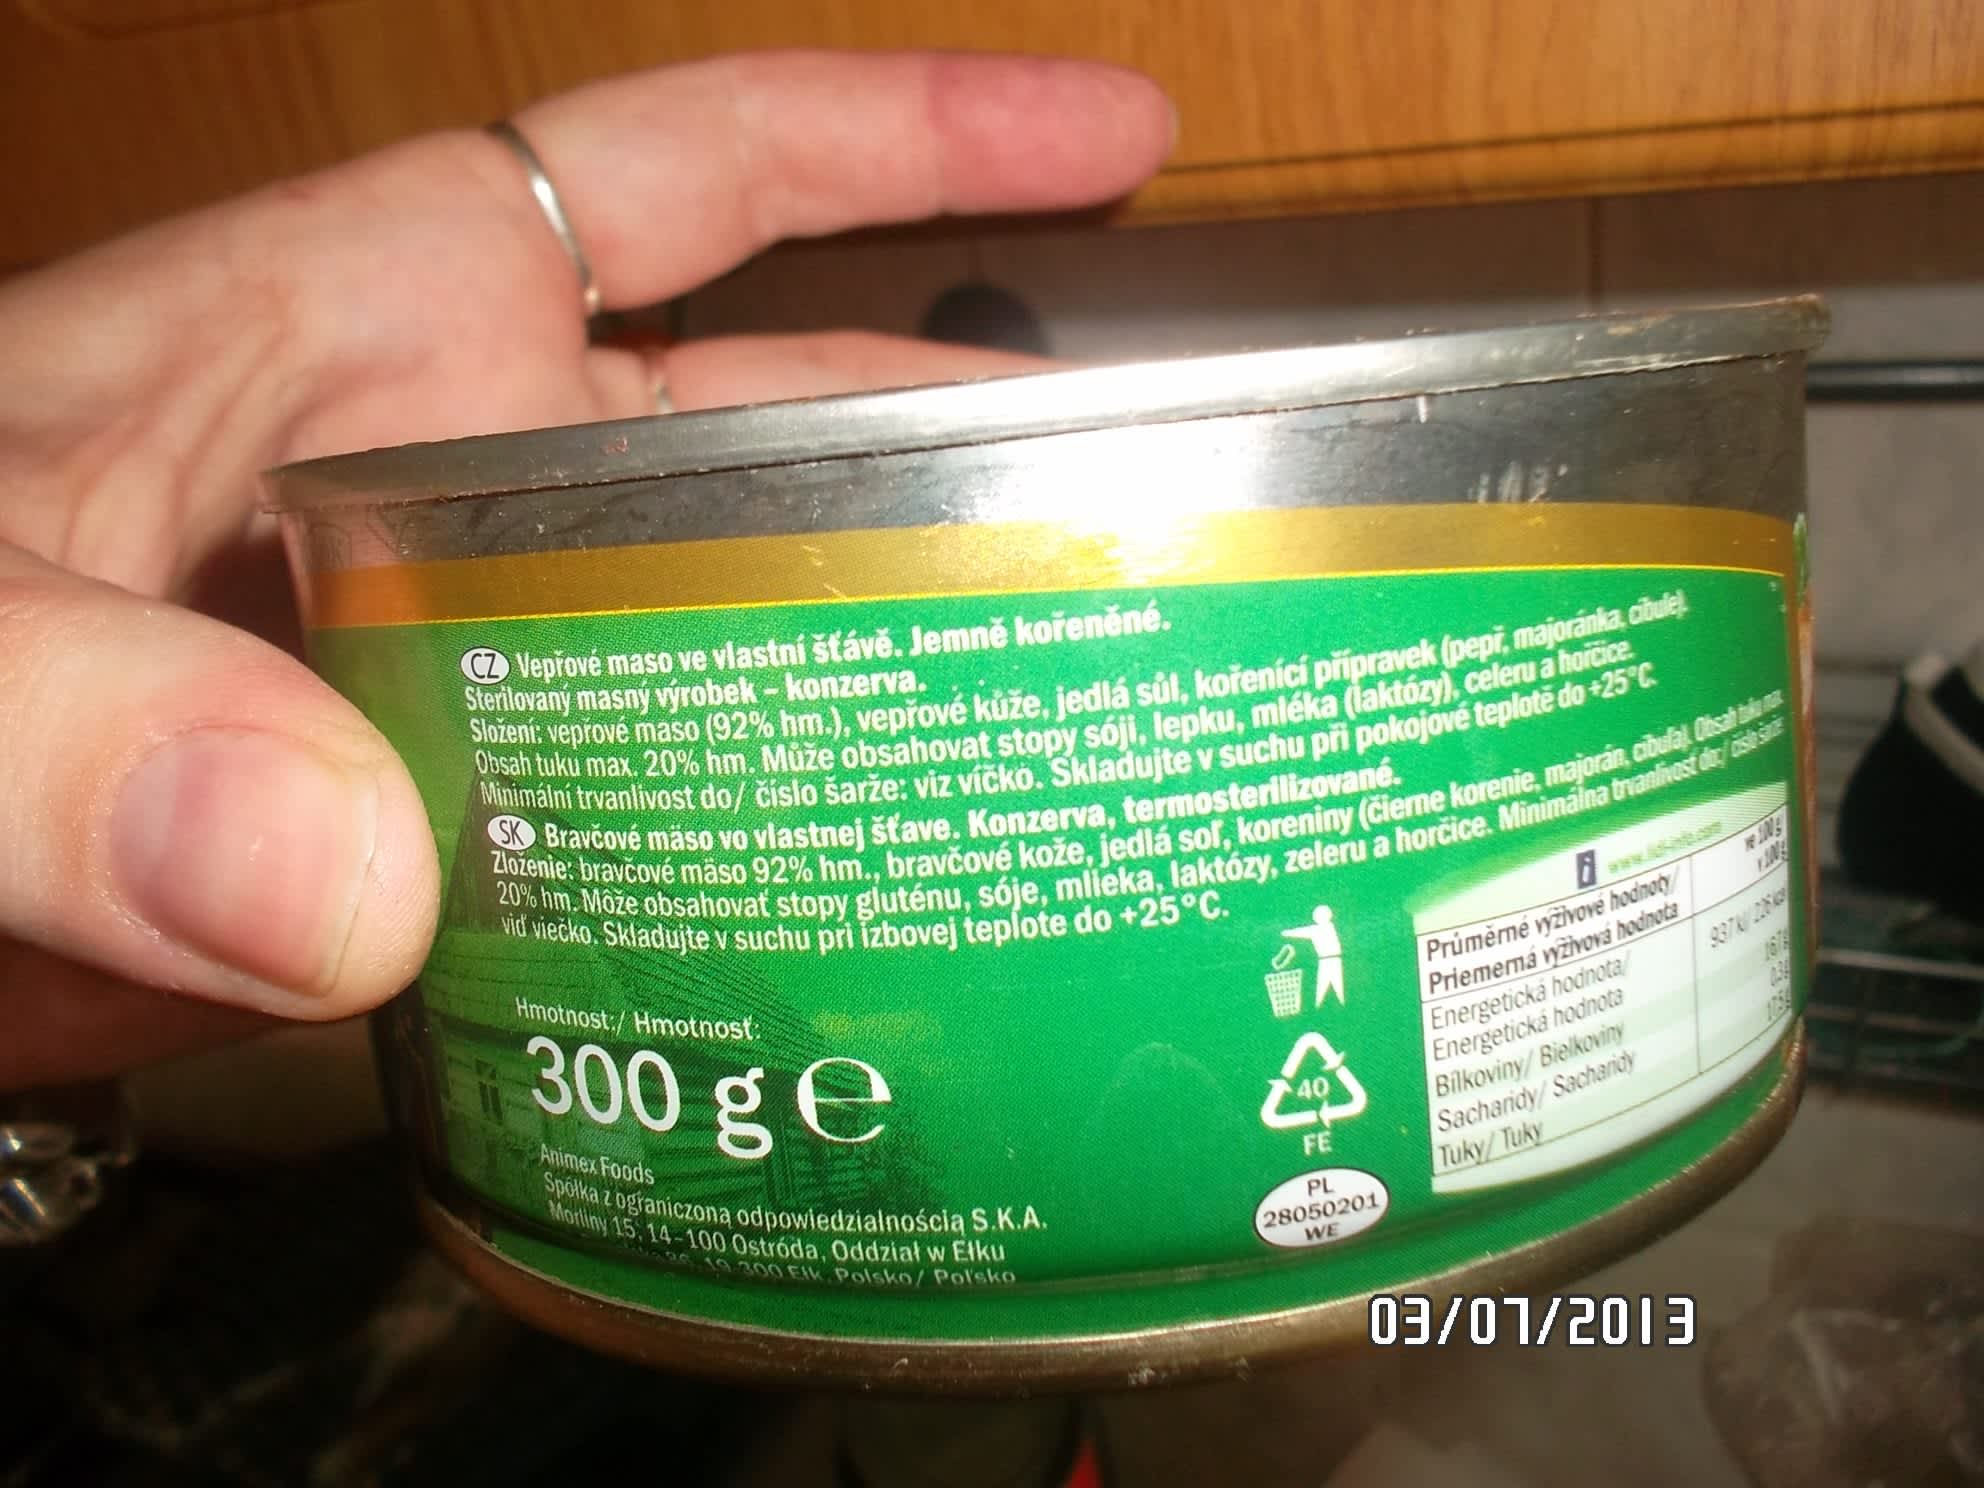 CZ Vepřové maso ve vlastní šťávě. Jemně kořeněné.
Sterilovaný masný výrobek – konzerva.
Složení: vepřové maso (92% hm.), vepřové kůže, jedlá sůl, kořenící přípravek (pepř, majoránka, cibule).
Obsah tuku max. 20% hm. Může obsahovat stopy sóji, lepku, mléka (laktózy), celeru a hořčice.
Minimální trvanlivost do/ číslo šarže: viz víčko. Skladujte v suchu při pokojové teplotě do +25°C.
SK Bravčové mäso vo vlastnej šťave. Konzerva, termosterilizované.
Zloženie: bravčové mäso 92% hm., bravčové kože, jedlá soľ, koreniny (čierne korenie, majorán, cibuľa). Obsah tuku max.
20% hm. Môže obsahovať stopy gluténu, sóje, mlieka, laktózy, zeleru a horčice. Minimálna trvanlivosť do:/ číslo šarže:
viď viečko. Skladujte v suchu pri izbovej teplote do +25°C.
Hmotnost:/ Hmotnosť:
300 g e
Animex Foods
Spółka z ograniczoną odpowiedzialnością S.K.A.
Morliny 15, 14-100 Ostróda, Oddział w Ełku
19-300 Ełk, Polsko/ Poľsko
40
FE
PL
28050201
WE
i
ve 100 g/
v 100 g
Průměrné výživové hodnoty/
Priemerná výživová hodnota
Energetická hodnota/
Energetická hodnota
937 kJ/ 226 kcal
Bílkoviny/ Bielkoviny
Sacharidy/ Sacharidy
Tuky/ Tuky
03/07/2013